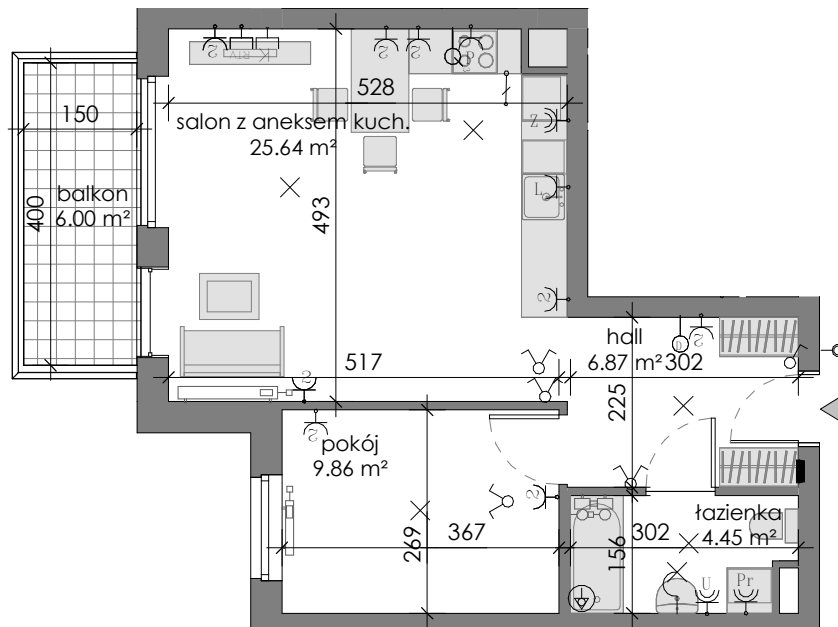 528
150
salon z aneksem kuch.
25.64 m²
Z
balkon
6.00 m²
L
400
493
hall
6.87 m²
517
302
D
225
pokój
9.86 m²
łazienka
4.45 m²
367
302
269
156
U
Pr